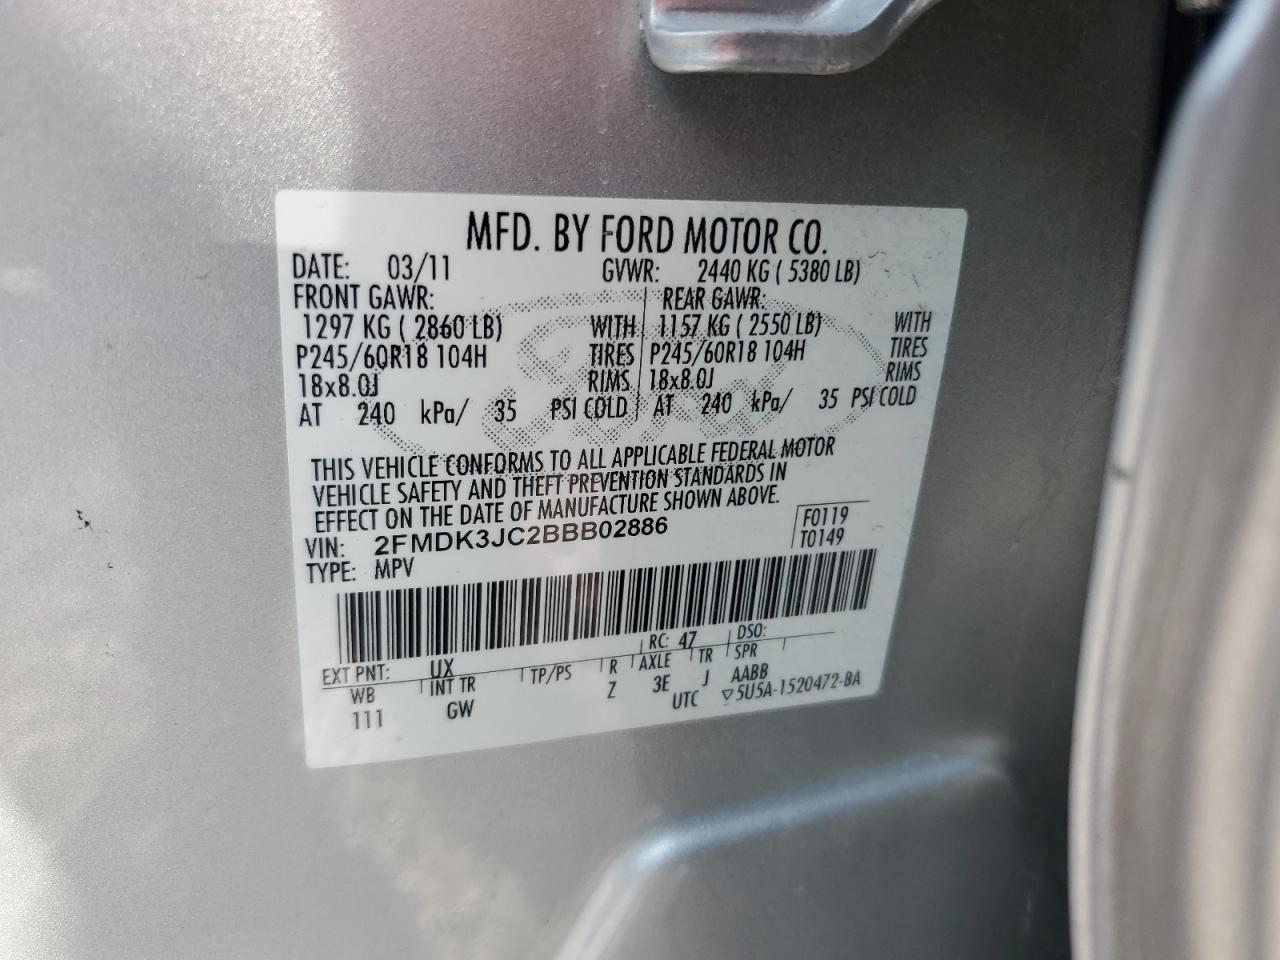 MFD. BY FORD MOTOR CO.
DATE: 03/11 GVWR: 2440 KG ( 5380 LB)
FRONT GAWR: REAR GAWR:
1297 KG ( 2860 LB) WITH 1157 KG ( 2550 LB) WITH
P245/60R18 104H TIRES P245/60R18 104H TIRES
18x8.0J RIMS 18x8.0J RIMS
AT 240 kPa/ 35 PSI COLD AT 240 kPa/ 35 PSI COLD
THIS VEHICLE CONFORMS TO ALL APPLICABLE FEDERAL MOTOR
VEHICLE SAFETY AND THEFT PREVENTION STANDARDS IN
EFFECT ON THE DATE OF MANUFACTURE SHOWN ABOVE.
VIN: 2FMDK3JC2BBB02886 F0119
TYPE: MPV T0149
EXT PNT: UX RC: 47 DSO:
WB INT TR TP/PS R AXLE TR SPR
111 GW Z 3E J AABB
UTC ▽5U5A-1520472-BA
Ford